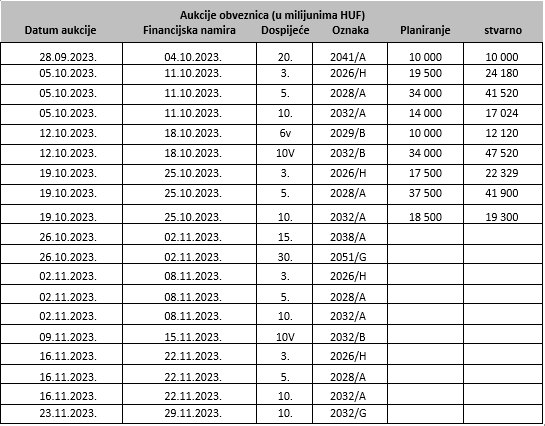 Aukcije obveznica (u milijunima HUF)
Datum aukcije Financijska namira Dospijeće Oznaka Planiranje stvarno
28.09.2023. 04.10.2023. 20. 2041/A 10 000 10 000
05.10.2023. 11.10.2023. 3. 2026/H 19 500 24 180
05.10.2023. 11.10.2023. 5. 2028/A 34 000 41 520
05.10.2023. 11.10.2023. 10. 2032/A 14 000 17 024
12.10.2023. 18.10.2023. 6v 2029/B 10 000 12 120
12.10.2023. 18.10.2023. 10V 2032/B 34 000 47 520
19.10.2023. 25.10.2023. 3. 2026/H 17 500 22 329
19.10.2023. 25.10.2023. 5. 2028/A 37 500 41 900
19.10.2023. 25.10.2023. 10. 2032/A 18 500 19 300
26.10.2023. 02.11.2023. 15. 2038/A
26.10.2023. 02.11.2023. 30. 2051/G
02.11.2023. 08.11.2023. 3. 2026/H
02.11.2023. 08.11.2023. 5. 2028/A
02.11.2023. 08.11.2023. 10. 2032/A
09.11.2023. 15.11.2023. 10V 2032/B
16.11.2023. 22.11.2023. 3. 2026/H
16.11.2023. 22.11.2023. 5. 2028/A
16.11.2023. 22.11.2023. 10. 2032/A
23.11.2023. 29.11.2023. 10. 2032/G